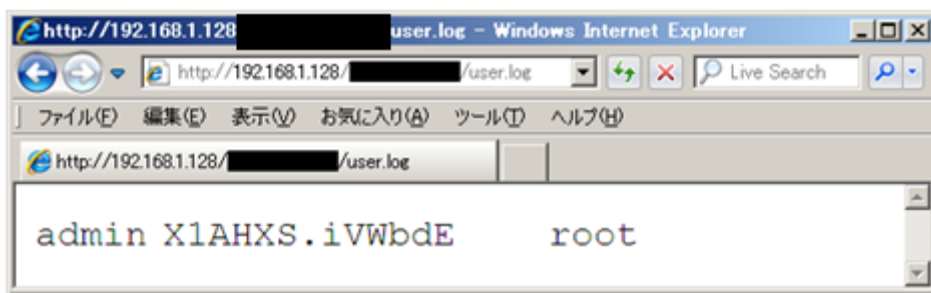 http://192.168.1.128 user.log - Windows Internet Explorer
http://192.168.1.128/ /user.log Live Search
ファイル(F) 編集(E) 表示(V) お気に入り(A) ツール(T) ヘルプ(H)
http://192.168.1.128/ /user.log
admin X1AHXS.iVWbdE root